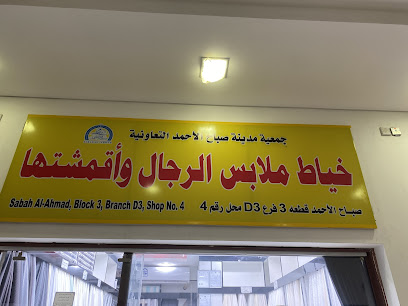 جمعية مدينة صباح الأحمد التعاونية
خياط ملابس الرجال وأقمشتها
صباح الأحمد قطعه 3 فرع D3 محل رقم 4
Sabah Al-Ahmad, Block 3, Branch D3, Shop No. 4